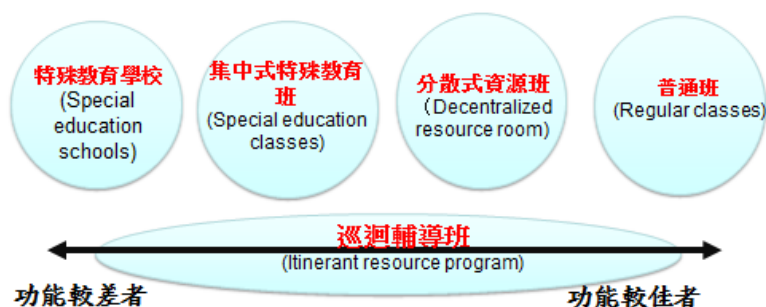 特殊教育學校
(Special
education
schools)
集中式特殊教育
班
(Special education
classes)
分散式資源班
（Decentralized
resource room)
普通班
(Regular classes)
巡迴輔導班
(Itinerant resource program)
功能較差者
功能較佳者